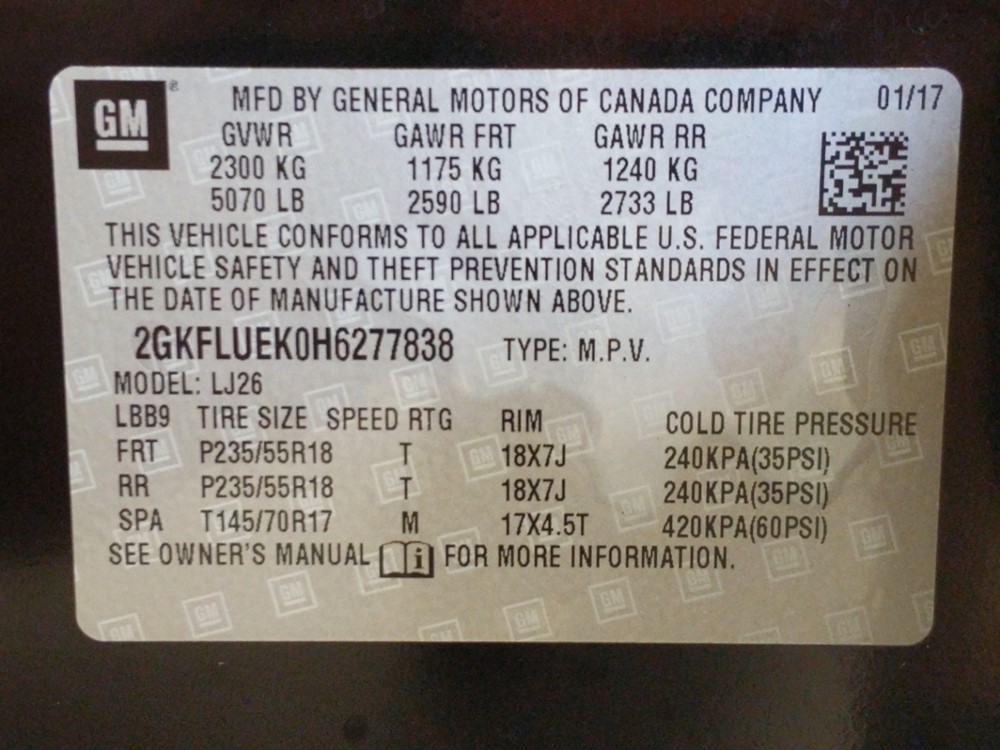 GM ® MFD BY GENERAL MOTORS OF CANADA COMPANY 01/17
GVWR GAWR FRT GAWR RR
2300 KG 1175 KG 1240 KG
5070 LB 2590 LB 2733 LB
THIS VEHICLE CONFORMS TO ALL APPLICABLE U.S. FEDERAL MOTOR
VEHICLE SAFETY AND THEFT PREVENTION STANDARDS IN EFFECT ON
THE DATE OF MANUFACTURE SHOWN ABOVE.
2GKFLUEK0H6277838 TYPE: M.P.V.
MODEL: LJ26
LBB9 TIRE SIZE SPEED RTG RIM COLD TIRE PRESSURE
FRT P235/55R18 T 18X7J 240KPA(35PSI)
RR P235/55R18 T 18X7J 240KPA(35PSI)
SPA T145/70R17 M 17X4.5T 420KPA(60PSI)
SEE OWNER'S MANUAL i FOR MORE INFORMATION.